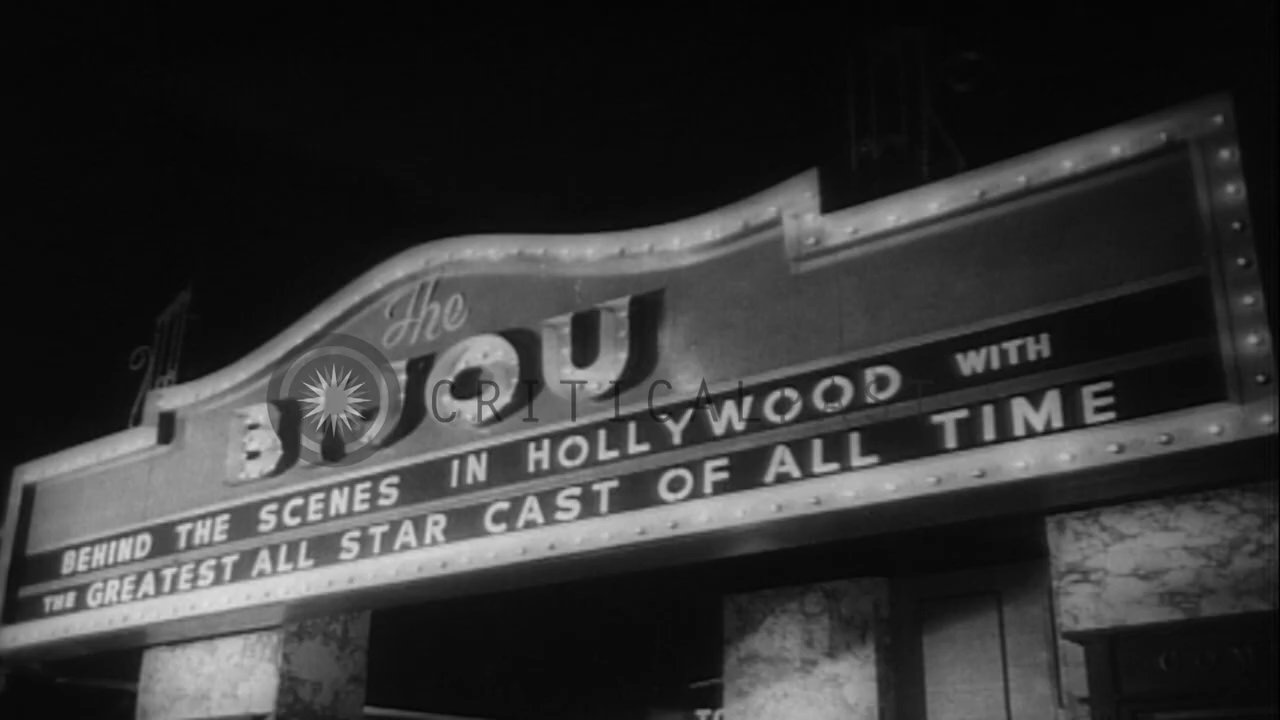 The
BIJOU
CRITICAL
BEHIND THE SCENES IN HOLLYWOOD WITH
THE GREATEST ALL STAR CAST OF ALL TIME